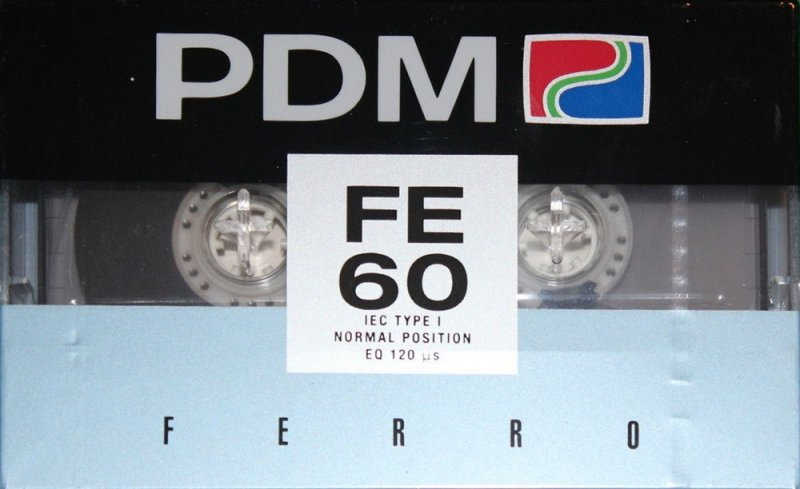 PDM
FE
60
IEC TYPE I
NORMAL POSITION
EQ 120 µs
FERRO